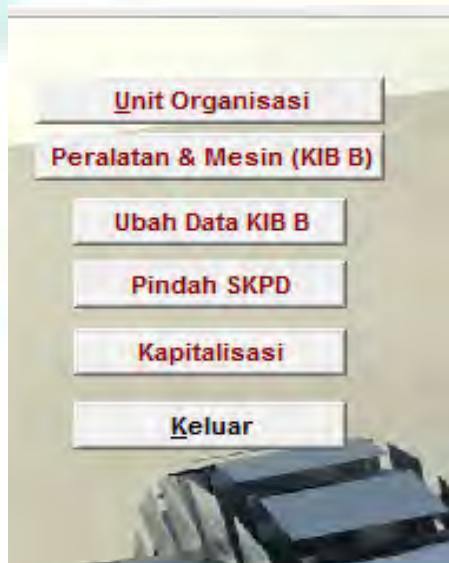 Unit Organisasi
Peralatan & Mesin (KIB B)
Ubah Data KIB B
Pindah SKPD
Kapitalisasi
Keluar